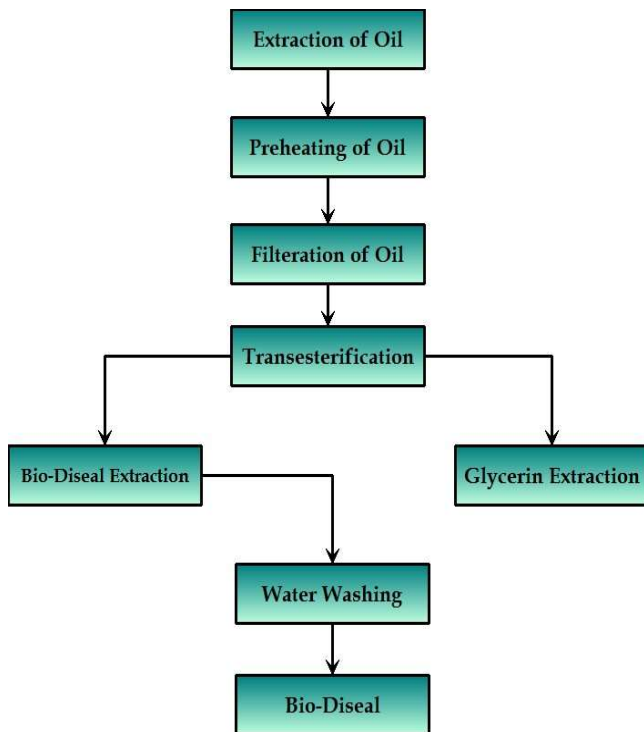 Extraction of Oil
Preheating of Oil
Filteration of Oil
Transesterification
Bio-Diseal Extraction
Glycerin Extraction
Water Washing
Bio-Diseal